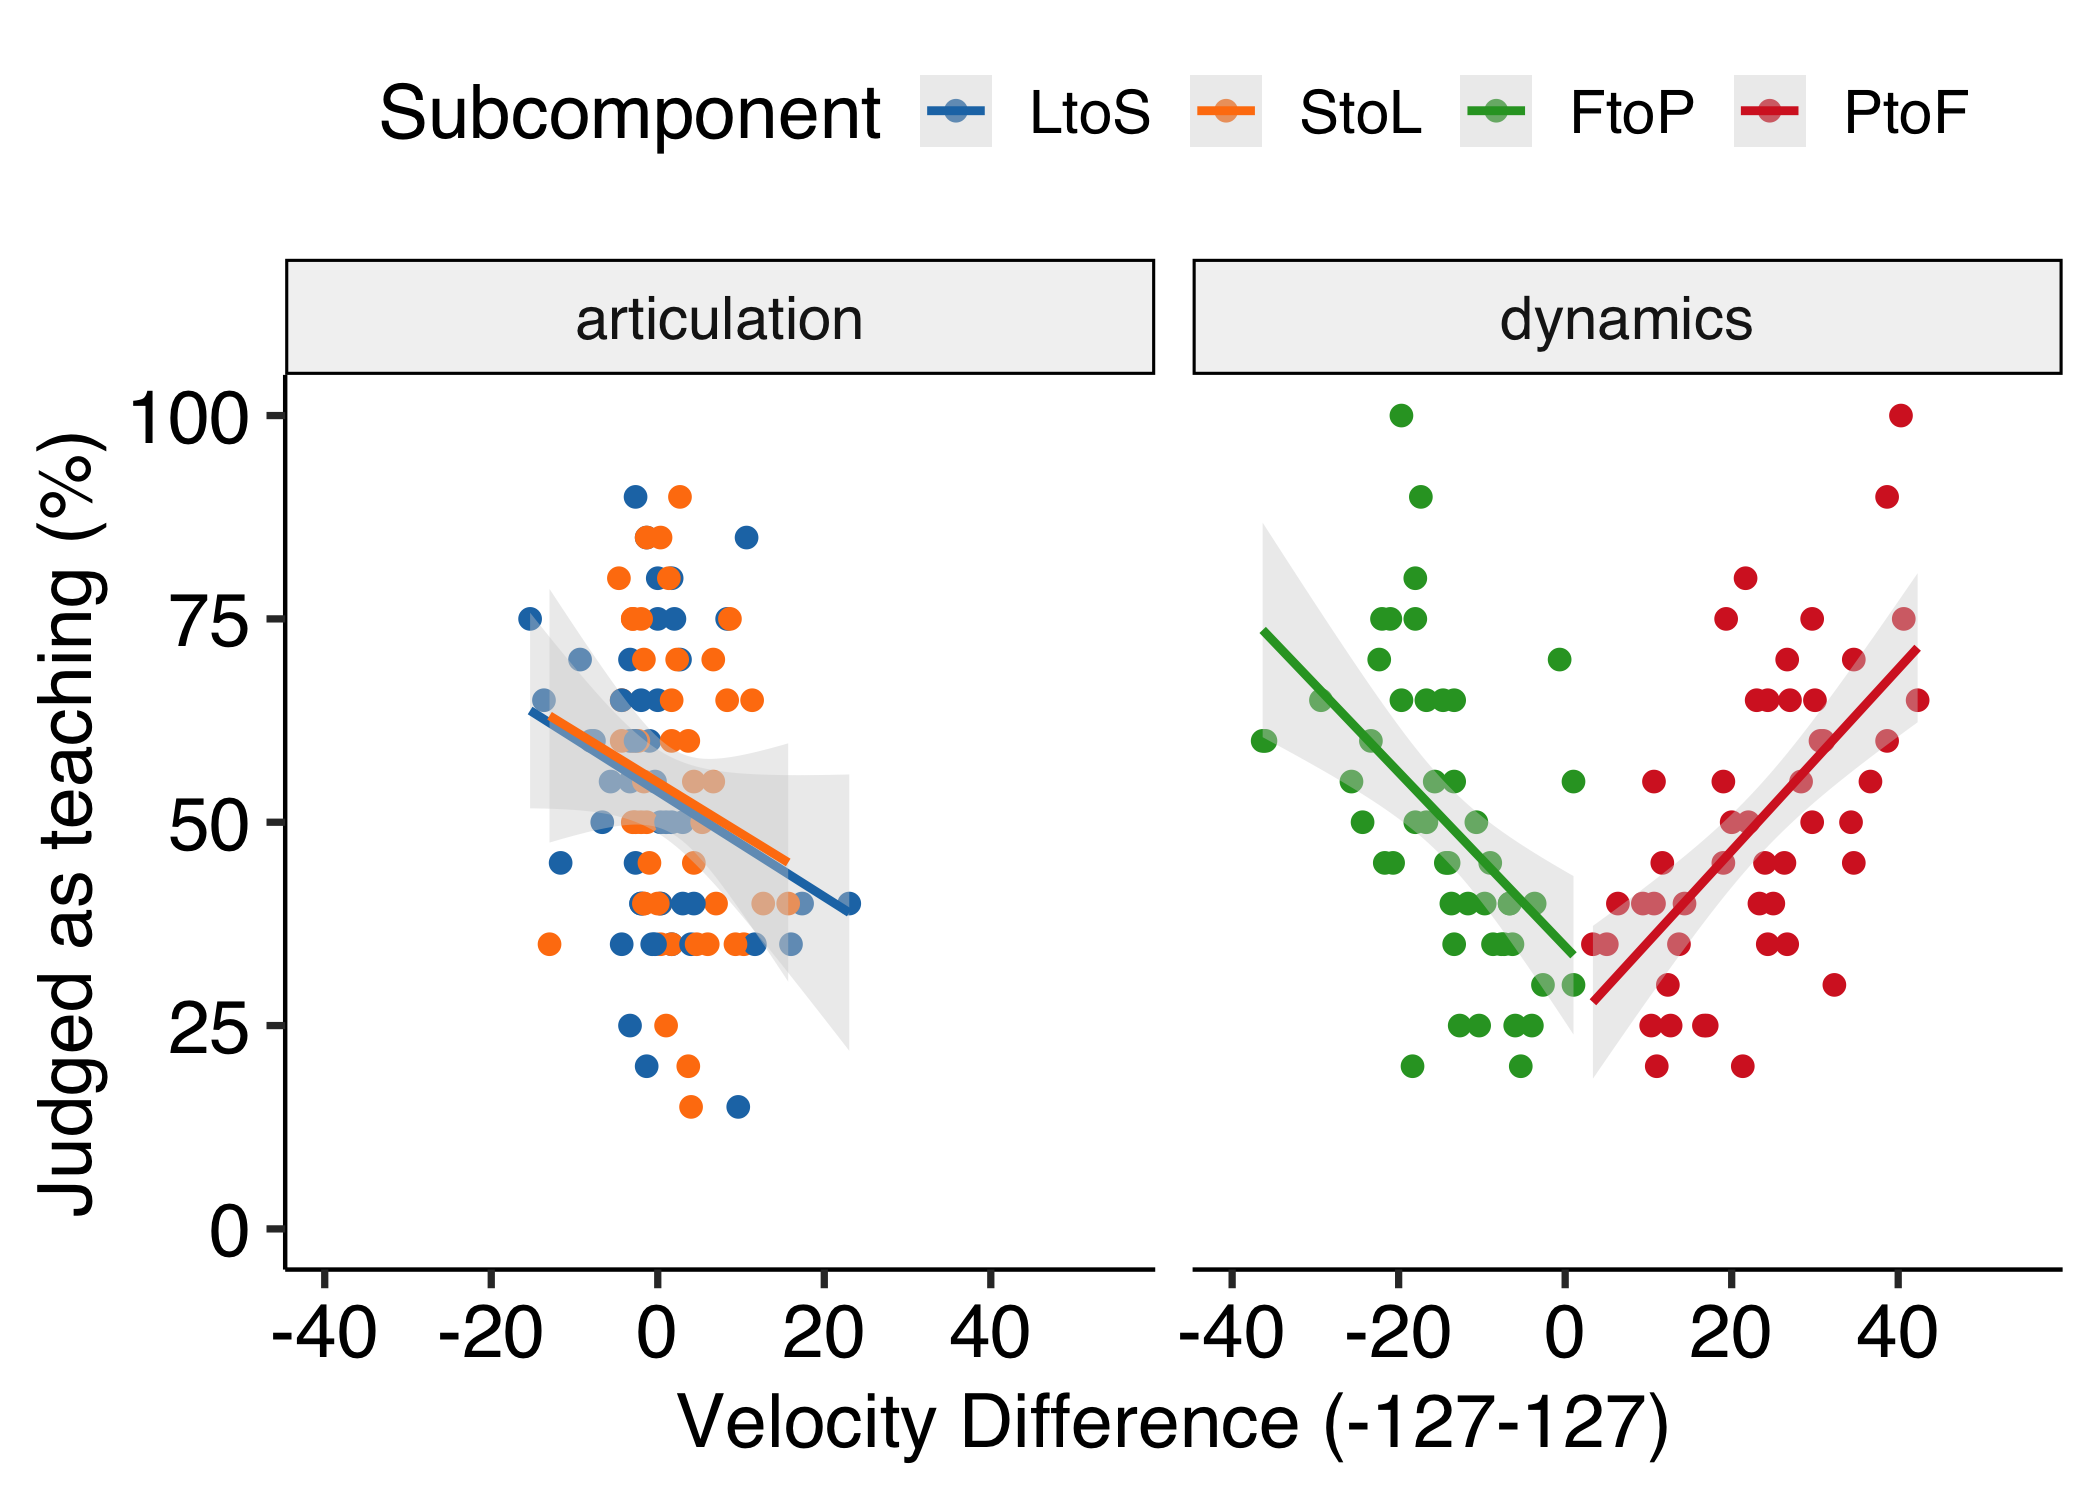 Subcomponent LtoS StoL FtoP PtoF
articulation dynamics
Judged as teaching (%)
100
75
50
25
0
-40 -20 0 20 40 -40 -20 0 20 40
Velocity Difference (-127-127)